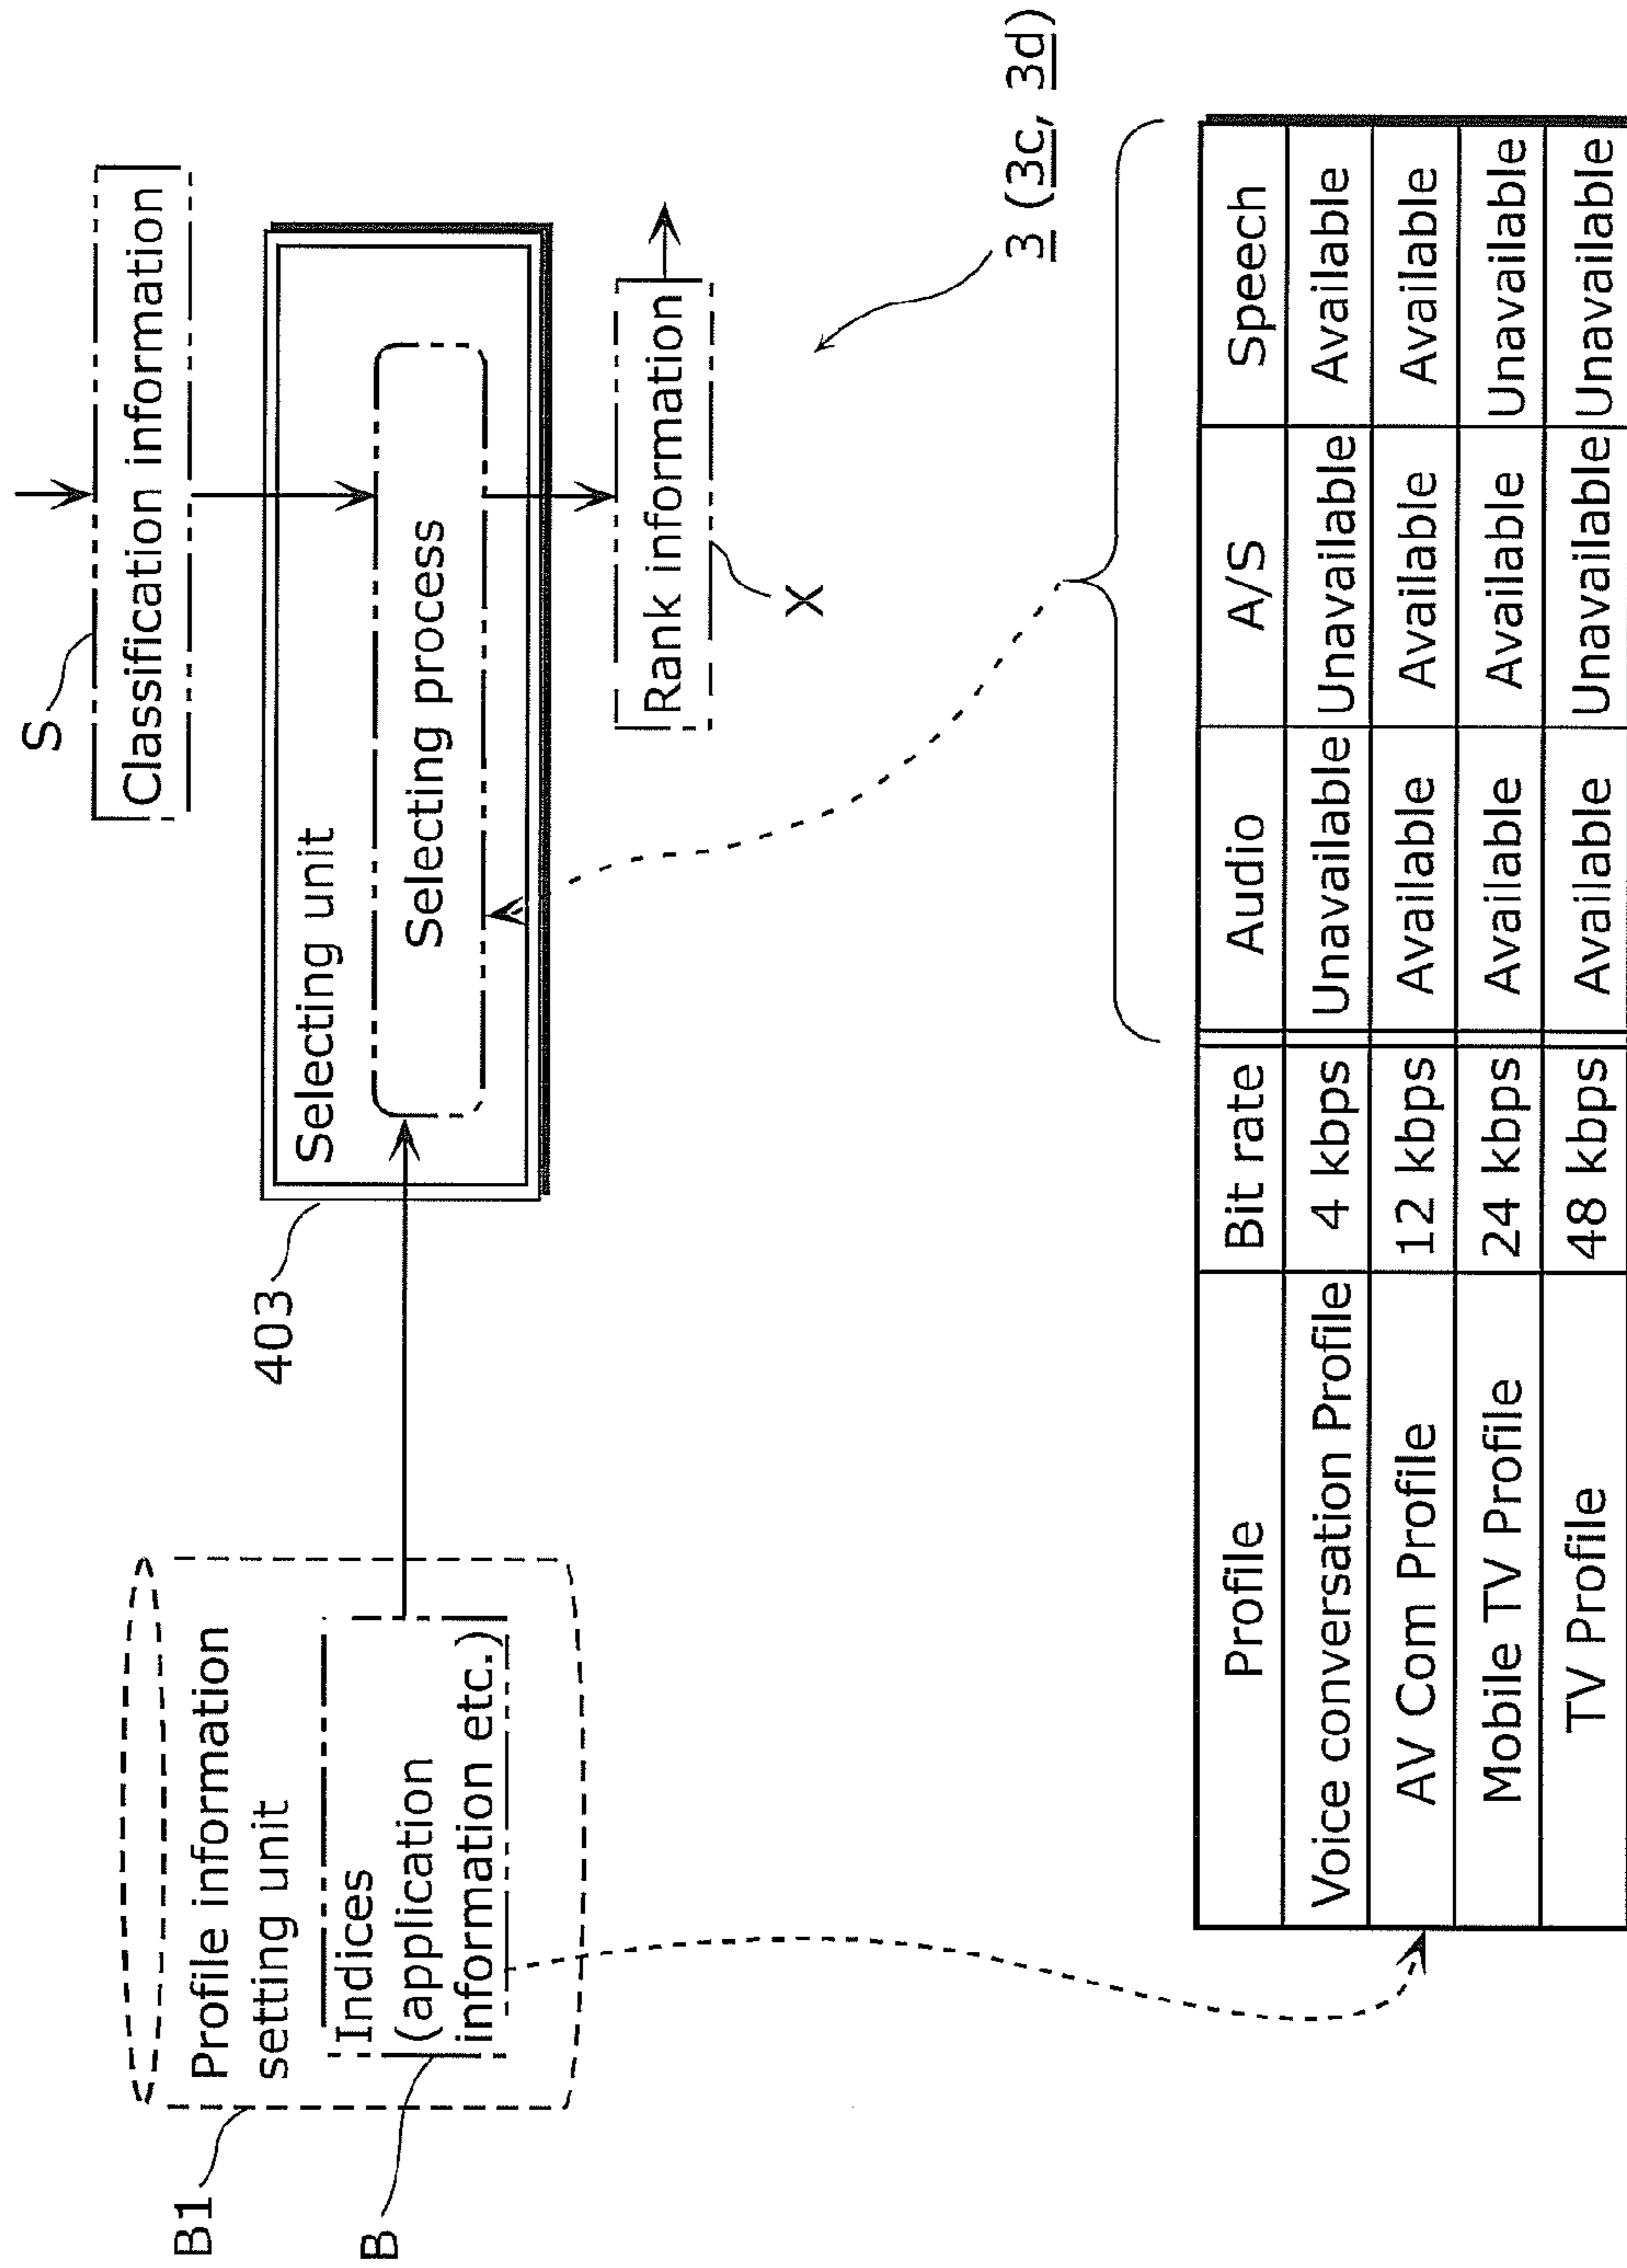 S
Classification information
B1
Profile information
setting unit
403
Selecting unit
Selecting process
Indices
(application
information etc.)
B
Rank information
X
3 (3c, 3d)
Profile Bit rate Audio A/S Speech
Voice conversation Profile 4 kbps Unavailable Unavailable Available
AV Com Profile 12 kbps Available Available Available
Mobile TV Profile 24 kbps Available Available Unavailable
TV Profile 48 kbps Available Unavailable Unavailable